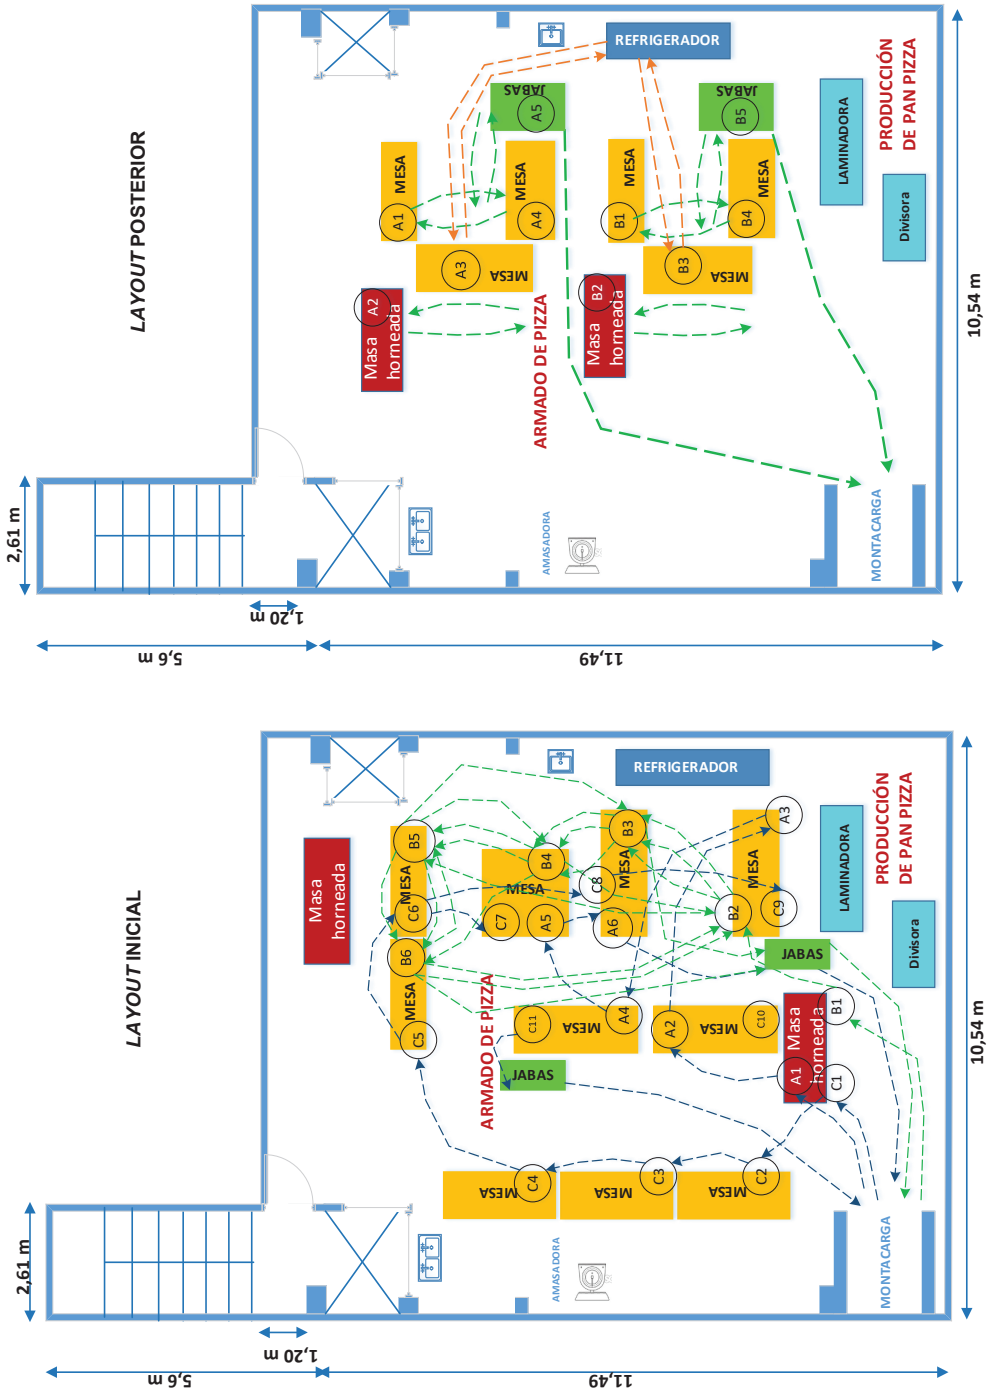 LAYOUT POSTERIOR
2,61 m
5,6 m
1,20 m
11,49
10,54 m
REFRIGERADOR
JABAS
A5
MESA
A1
MESA
A4
A3
MESA
A2
Masa
horneada
ARMADO DE PIZZA
JABAS
B5
MESA
B1
MESA
B4
B3
MESA
B2
Masa
horneada
LAMINADORA
PRODUCCIÓN
DE PAN PIZZA
Divisora
AMASADORA
MONTACARGA
LAYOUT INICIAL
2,61 m
5,6 m
1,20 m
11,49
10,54 m
REFRIGERADOR
Masa
horneada
MESA
B5
C6
MESA
B6
C5
MESA
B4
C7
A5
MESA
B3
C8
A6
MESA
A3
B2
C9
JABAS
ARMADO DE PIZZA
MESA
C11
A4
MESA
A2
C10
JABAS
Masa
horneada
A1
B1
C1
MESA
C4
MESA
C3
MESA
C2
LAMINADORA
PRODUCCIÓN
DE PAN PIZZA
Divisora
AMASADORA
MONTACARGA